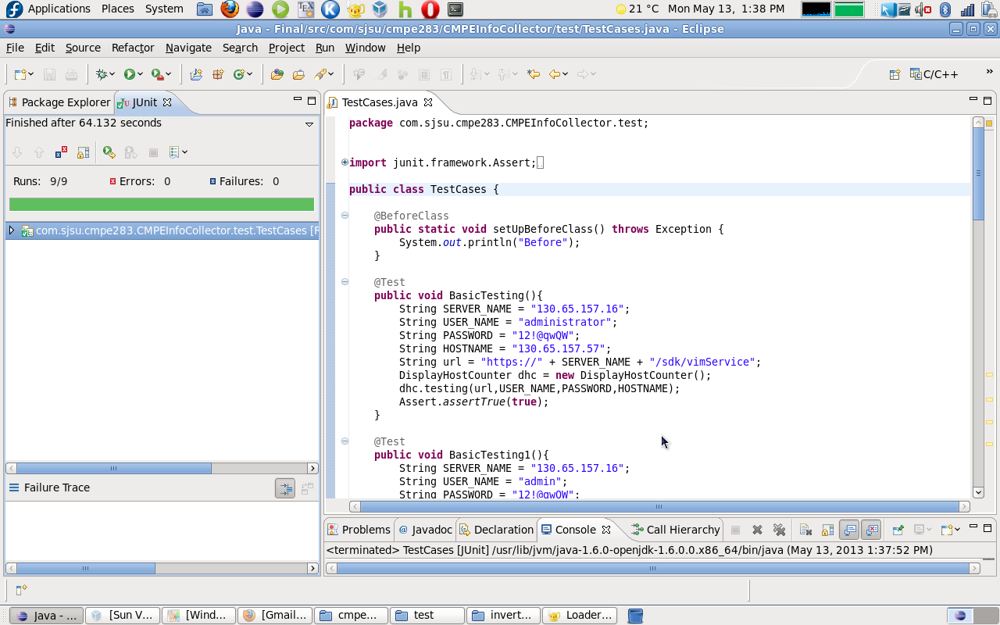 Applications Places System 21 °C Mon May 13, 1:38 PM
Java - Final/src/com/sjsu/cmpe283/CMPEInfoCollector/test/TestCases.java - Eclipse
File Edit Source Refactor Navigate Search Project Run Window Help
C/C++ »
Package Explorer JUnit
Finished after 64.132 seconds
Runs: 9/9 Errors: 0 Failures: 0
com.sjsu.cmpe283.CMPEInfoCollector.test.TestCases [R
Failure Trace
TestCases.java
package com.sjsu.cmpe283.CMPEInfoCollector.test;
import junit.framework.Assert;
public class TestCases {
@BeforeClass
public static void setUpBeforeClass() throws Exception {
System.out.println("Before");
}
@Test
public void BasicTesting(){
String SERVER_NAME = "130.65.157.16";
String USER_NAME = "administrator";
String PASSWORD = "12!@qwQW";
String HOSTNAME = "130.65.157.57";
String url = "https://" + SERVER_NAME + "/sdk/vimService";
DisplayHostCounter dhc = new DisplayHostCounter();
dhc.testing(url,USER_NAME,PASSWORD,HOSTNAME);
Assert.assertTrue(true);
}
@Test
public void BasicTesting1(){
String SERVER_NAME = "130.65.157.16";
String USER_NAME = "admin";
String PASSWORD = "12!@qwQW";
Problems @ Javadoc Declaration Console Call Hierarchy
<terminated> TestCases [JUnit] /usr/lib/jvm/java-1.6.0-openjdk-1.6.0.0.x86_64/bin/java (May 13, 2013 1:37:52 PM)
Java - ... [Sun V... [Wind... [Gmail... cmpe... test invert... Loader...